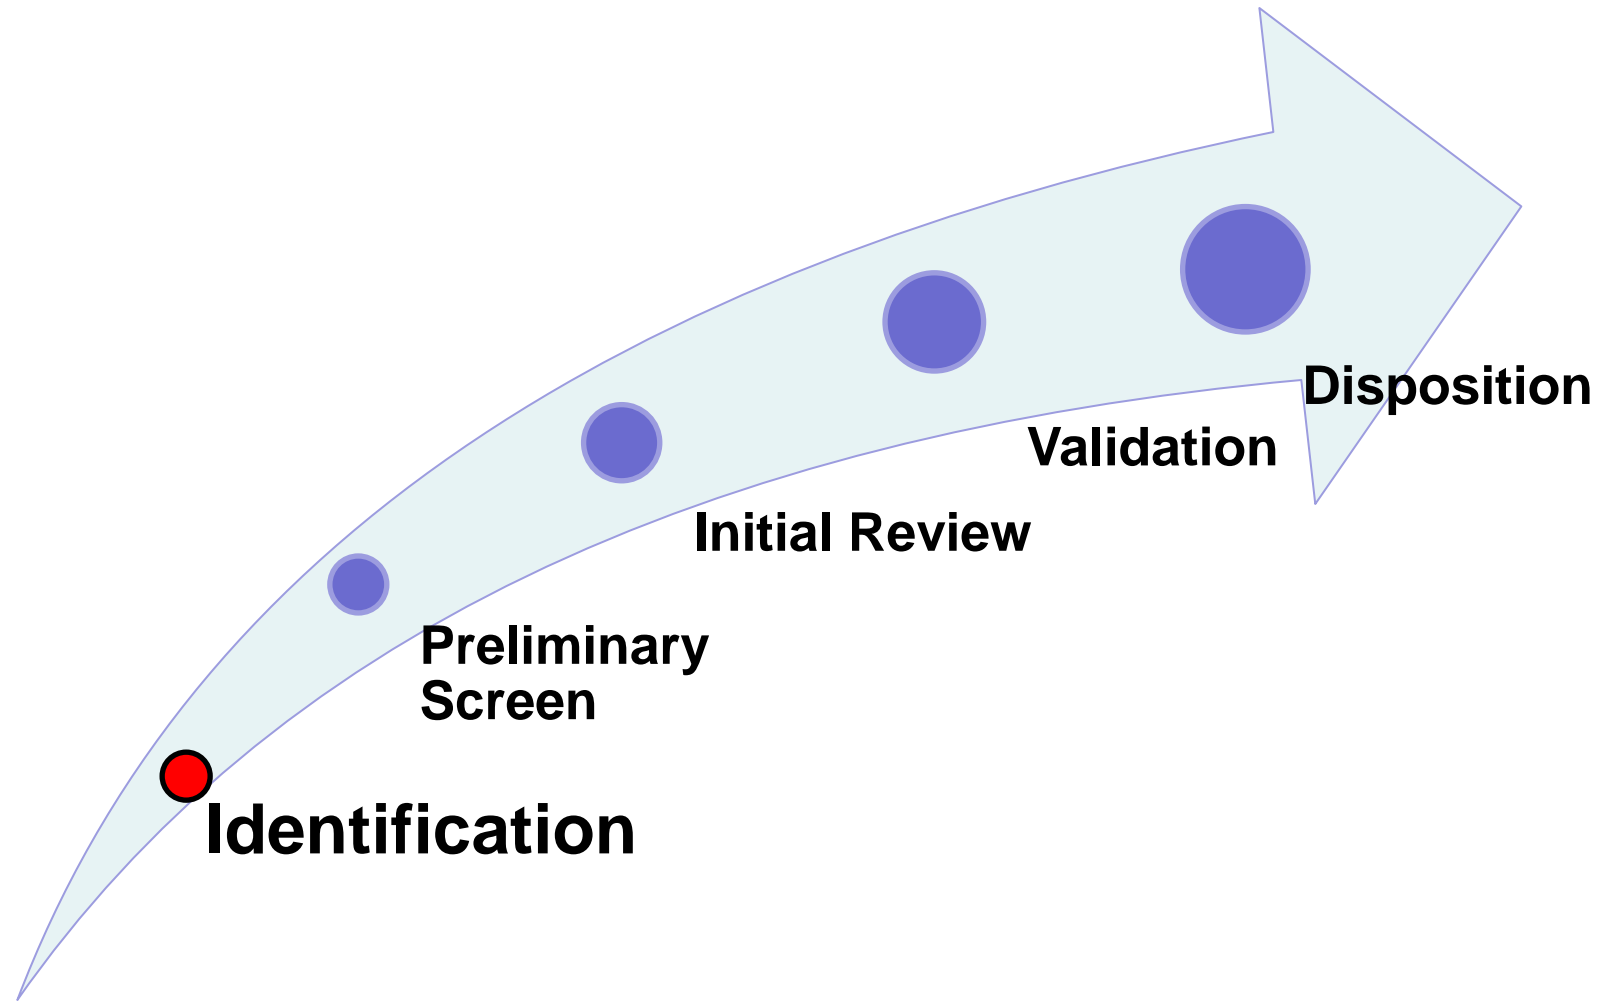 Identification
Preliminary
Screen
Initial Review
Validation
Disposition